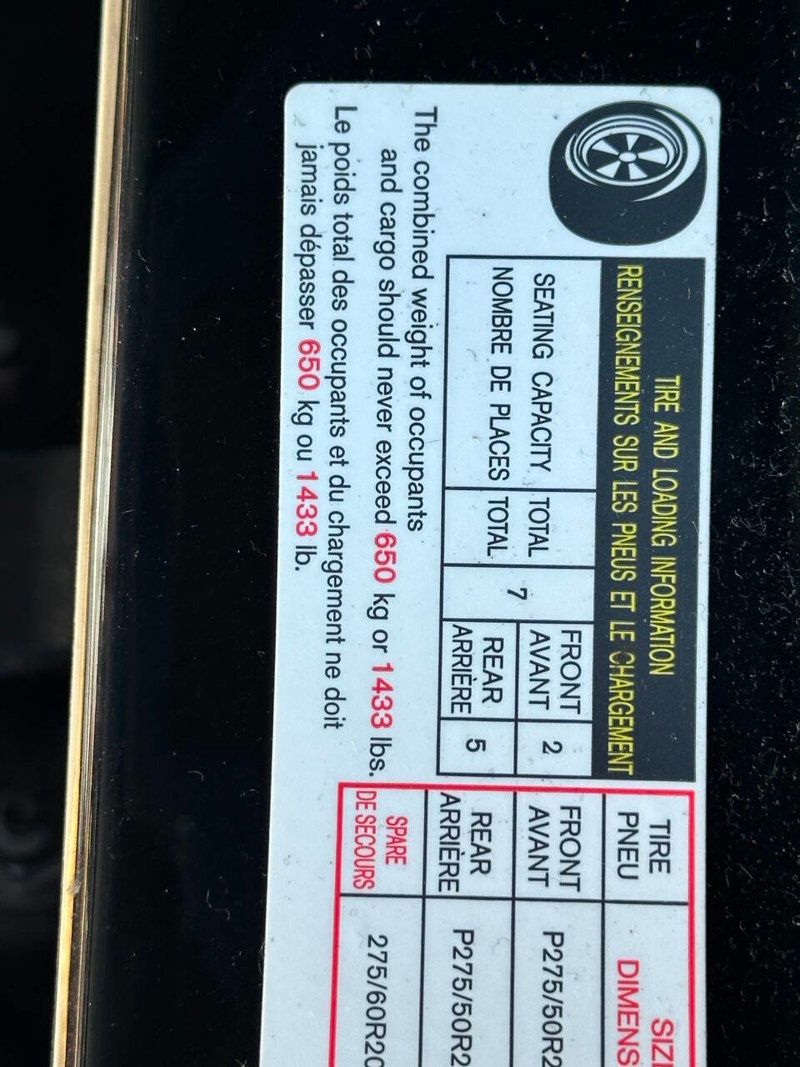 TIRE AND LOADING INFORMATION
RENSEIGNEMENTS SUR LES PNEUS ET LE CHARGEMENT
SEATING CAPACITY TOTAL 7 FRONT 2 REAR 5
NOMBRE DE PLACES TOTAL AVANT ARRIÈRE
The combined weight of occupants
and cargo should never exceed 650 kg or 1433 lbs.
Le poids total des occupants et du chargement ne doit
jamais dépasser 650 kg ou 1433 lb.
TIRE
PNEU
FRONT
AVANT P275/50R2
REAR
ARRIÈRE P275/50R2
SPARE
DE SECOURS 275/60R20